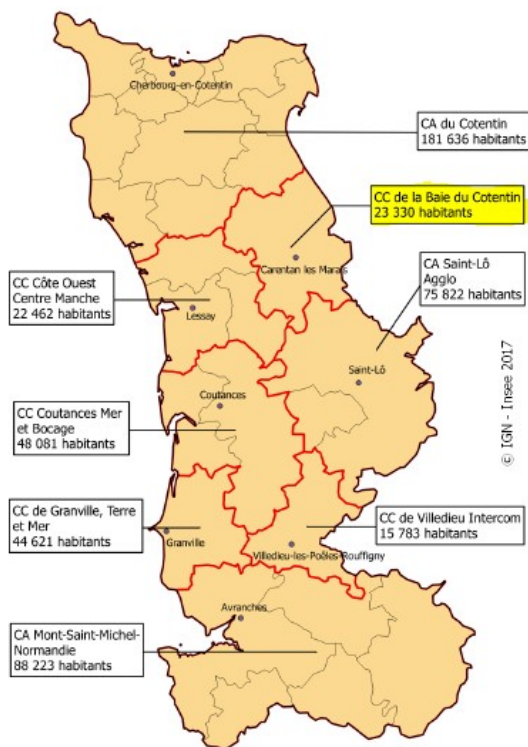 Cherbourg-en-Cotentin
CA du Cotentin
181 636 habitants
CC de la Baie du Cotentin
23 330 habitants
Carentan les Marais
CA Saint-Lô
Agglo
75 822 habitants
CC Côte Ouest
Centre Manche
22 462 habitants
Lessay
Saint-Lô
Coutances
CC Coutances Mer
et Bocage
48 081 habitants
© IGN - Insee 2017
CC de Granville, Terre
et Mer
44 621 habitants
Granville
CC de Villedieu Intercom
15 783 habitants
Villedieu-les-Poêles-Rouffigny
Avranches
CA Mont-Saint-Michel-
Normandie
88 223 habitants